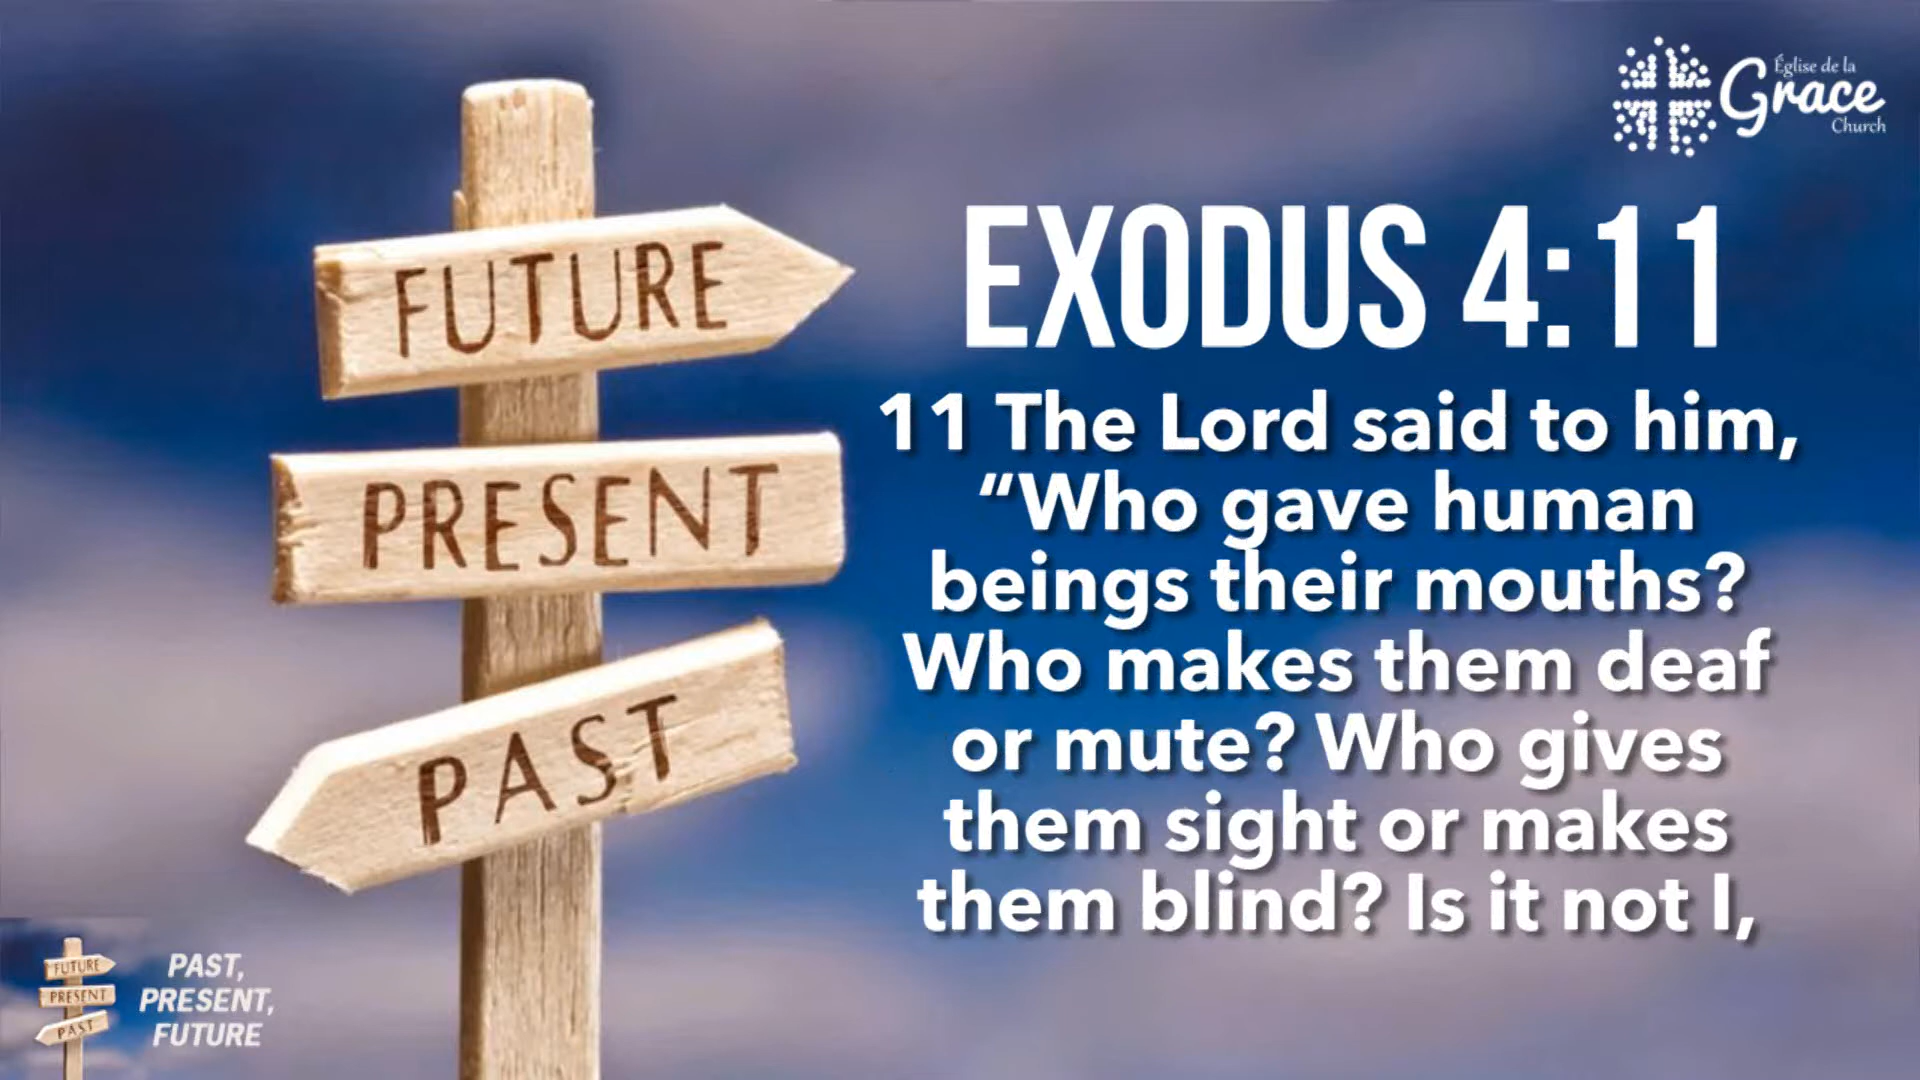 Église de la
Grace
Church
FUTURE
PRESENT
PAST
EXODUS 4:11
11 The Lord said to him,
“Who gave human
beings their mouths?
Who makes them deaf
or mute? Who gives
them sight or makes
them blind? Is it not I,
FUTURE
PRESENT
PAST
PAST,
PRESENT,
FUTURE